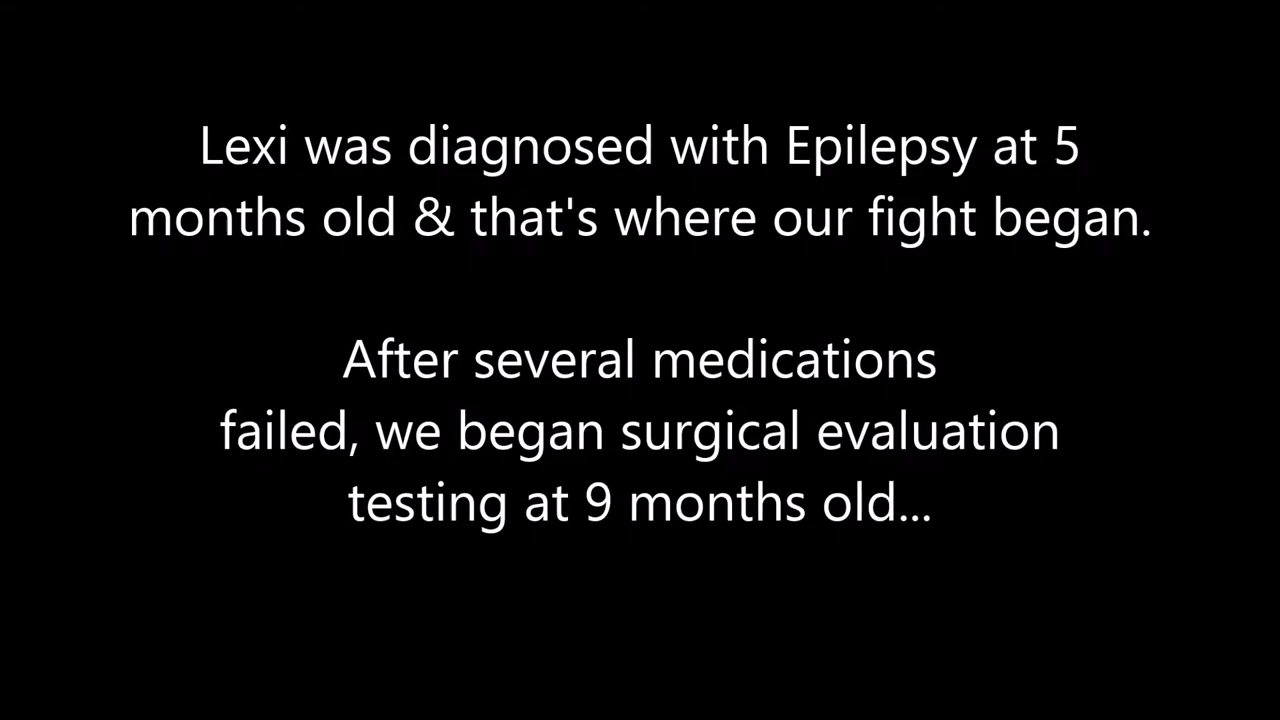 Lexi was diagnosed with Epilepsy at 5
months old & that's where our fight began.
After several medications
failed, we began surgical evaluation
testing at 9 months old...